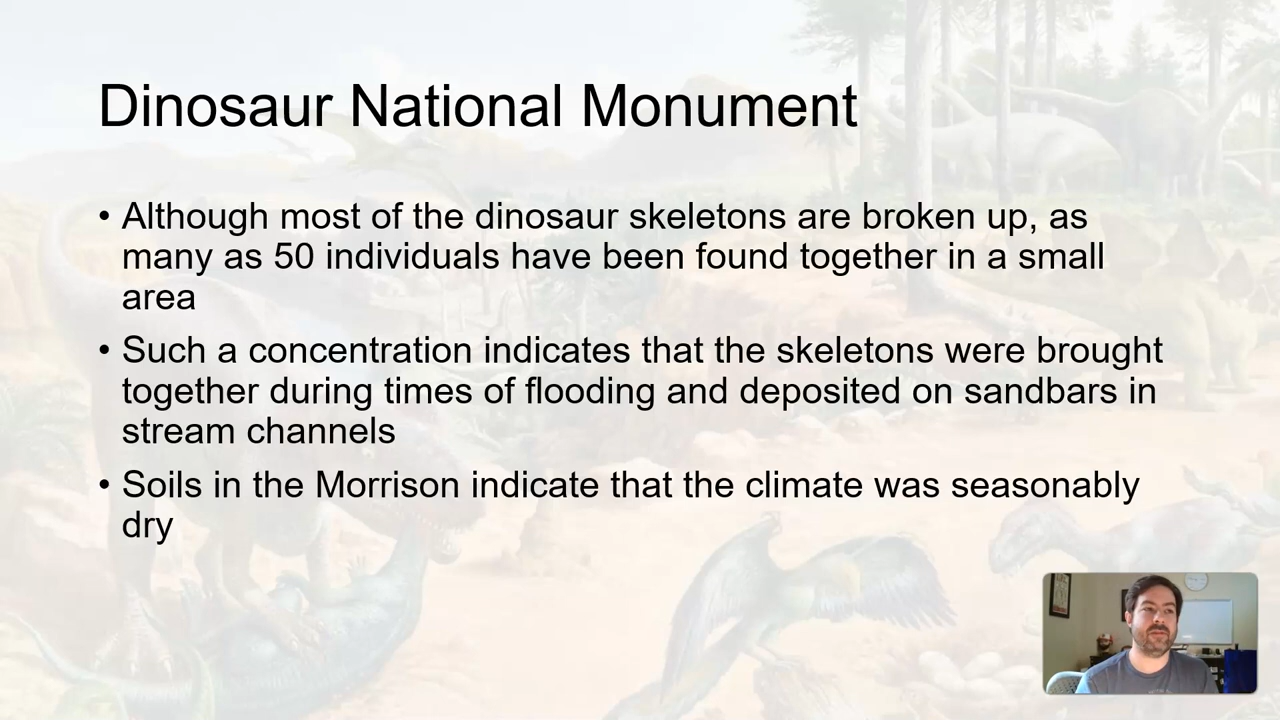 Dinosaur National Monument
• Although most of the dinosaur skeletons are broken up, as
many as 50 individuals have been found together in a small
area
• Such a concentration indicates that the skeletons were brought
together during times of flooding and deposited on sandbars in
stream channels
• Soils in the Morrison indicate that the climate was seasonably
dry